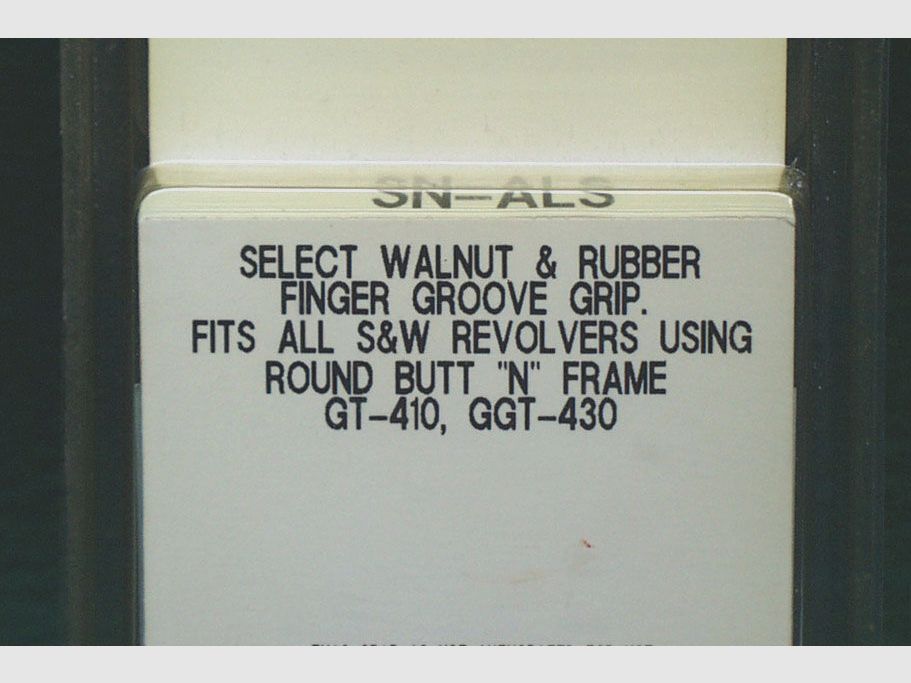 SN-ALS
SELECT WALNUT & RUBBER
FINGER GROOVE GRIP.
FITS ALL S&W REVOLVERS USING
ROUND BUTT "N" FRAME
GT-410, GGT-430